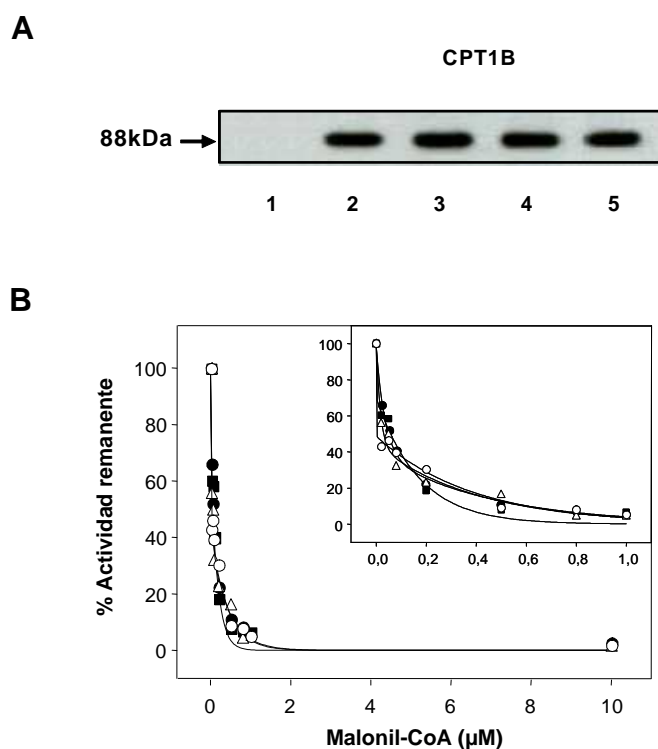 A
CPT1B
88kDa
1 2 3 4 5
B
% Actividad remanente
100
80
60
40
20
0
0 2 4 6 8 10
Malonil-CoA (µM)
100
80
60
40
20
0
0,0 0,2 0,4 0,6 0,8 1,0